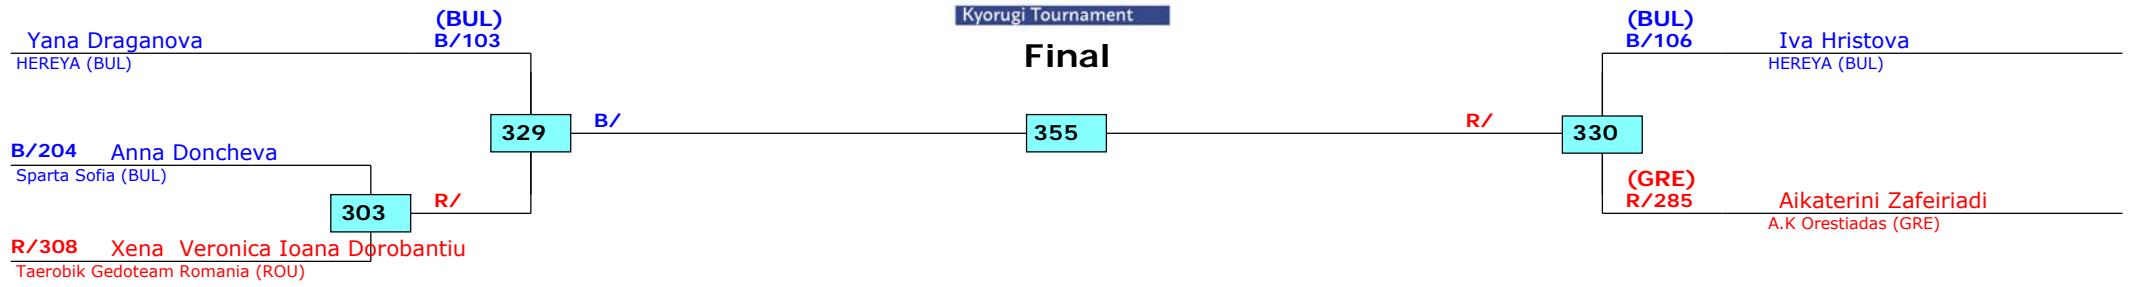 Kyorugi Tournament
Final
(BUL)
B/103
Yana Draganova
HEREYA (BUL)
B/204 Anna Doncheva
Sparta Sofia (BUL)
303
R/308 Xena  Veronica Ioana Dorobantiu
Taerobik Gedoteam Romania (ROU)
R/
329
B/
355
R/
330
(BUL)
B/106 Iva Hristova
HEREYA (BUL)
(GRE)
R/285 Aikaterini Zafeiriadi
A.K Orestiadas (GRE)